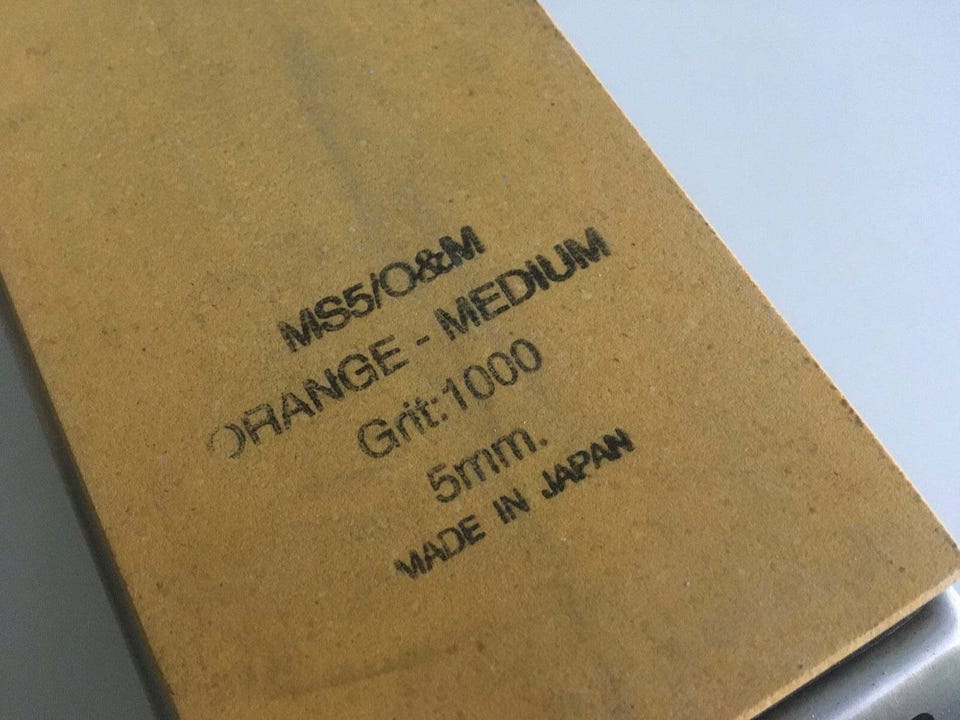 MS5/O&M
ORANGE - MEDIUM
Grit:1000
5mm.
MADE IN JAPAN